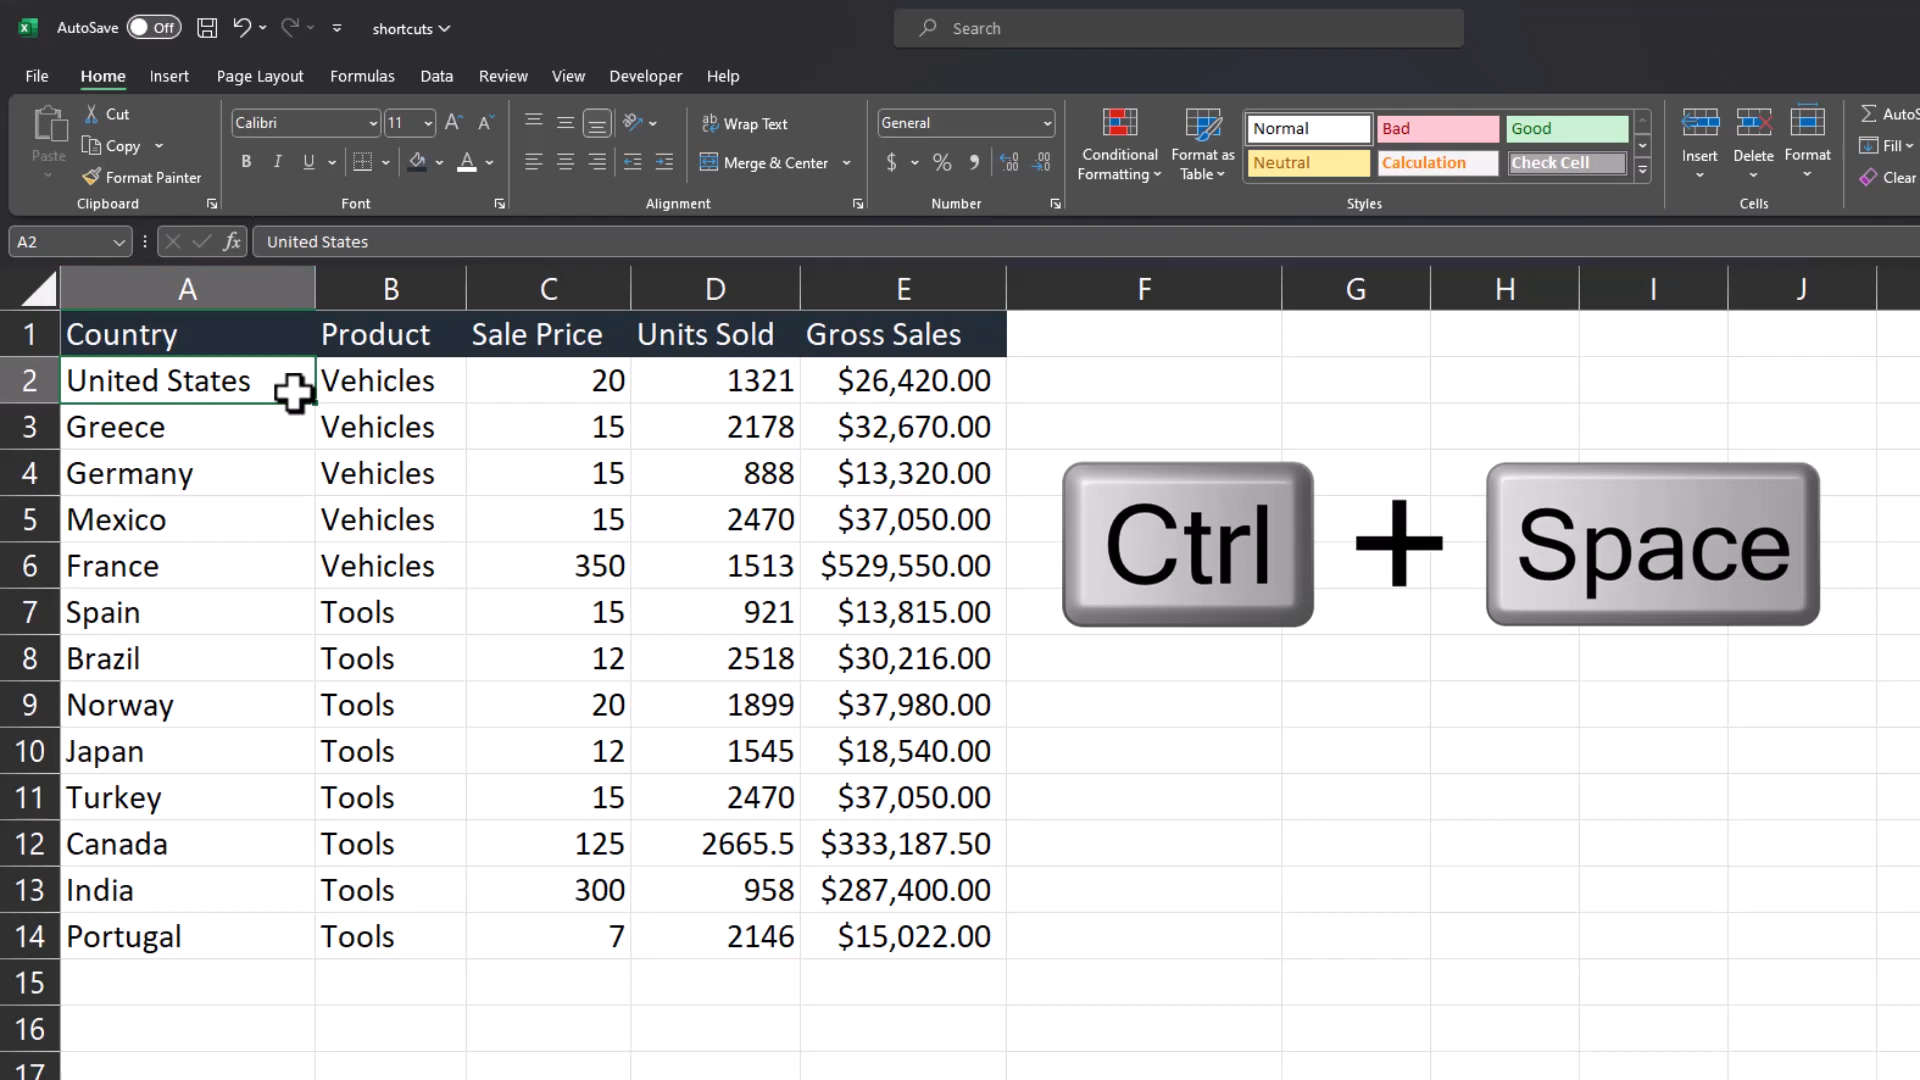 AutoSave Off shortcuts Search
File Home Insert Page Layout Formulas Data Review View Developer Help
Paste Cut Copy Format Painter Clipboard
Calibri 11 B I U A Font
Wrap Text Merge & Center Alignment
General $ % Number
Conditional Formatting Format as Table
Normal Bad Good
Neutral Calculation Check Cell
Styles
Insert Delete Format Cells
AutoS Fill Clear
A2 fx United States
A B C D E F G H I J
1 Country Product Sale Price Units Sold Gross Sales
2 United States Vehicles 20 1321 $26,420.00
3 Greece Vehicles 15 2178 $32,670.00
4 Germany Vehicles 15 888 $13,320.00
5 Mexico Vehicles 15 2470 $37,050.00
6 France Vehicles 350 1513 $529,550.00
7 Spain Tools 15 921 $13,815.00
8 Brazil Tools 12 2518 $30,216.00
9 Norway Tools 20 1899 $37,980.00
10 Japan Tools 12 1545 $18,540.00
11 Turkey Tools 15 2470 $37,050.00
12 Canada Tools 125 2665.5 $333,187.50
13 India Tools 300 958 $287,400.00
14 Portugal Tools 7 2146 $15,022.00
15
16
17
Ctrl + Space